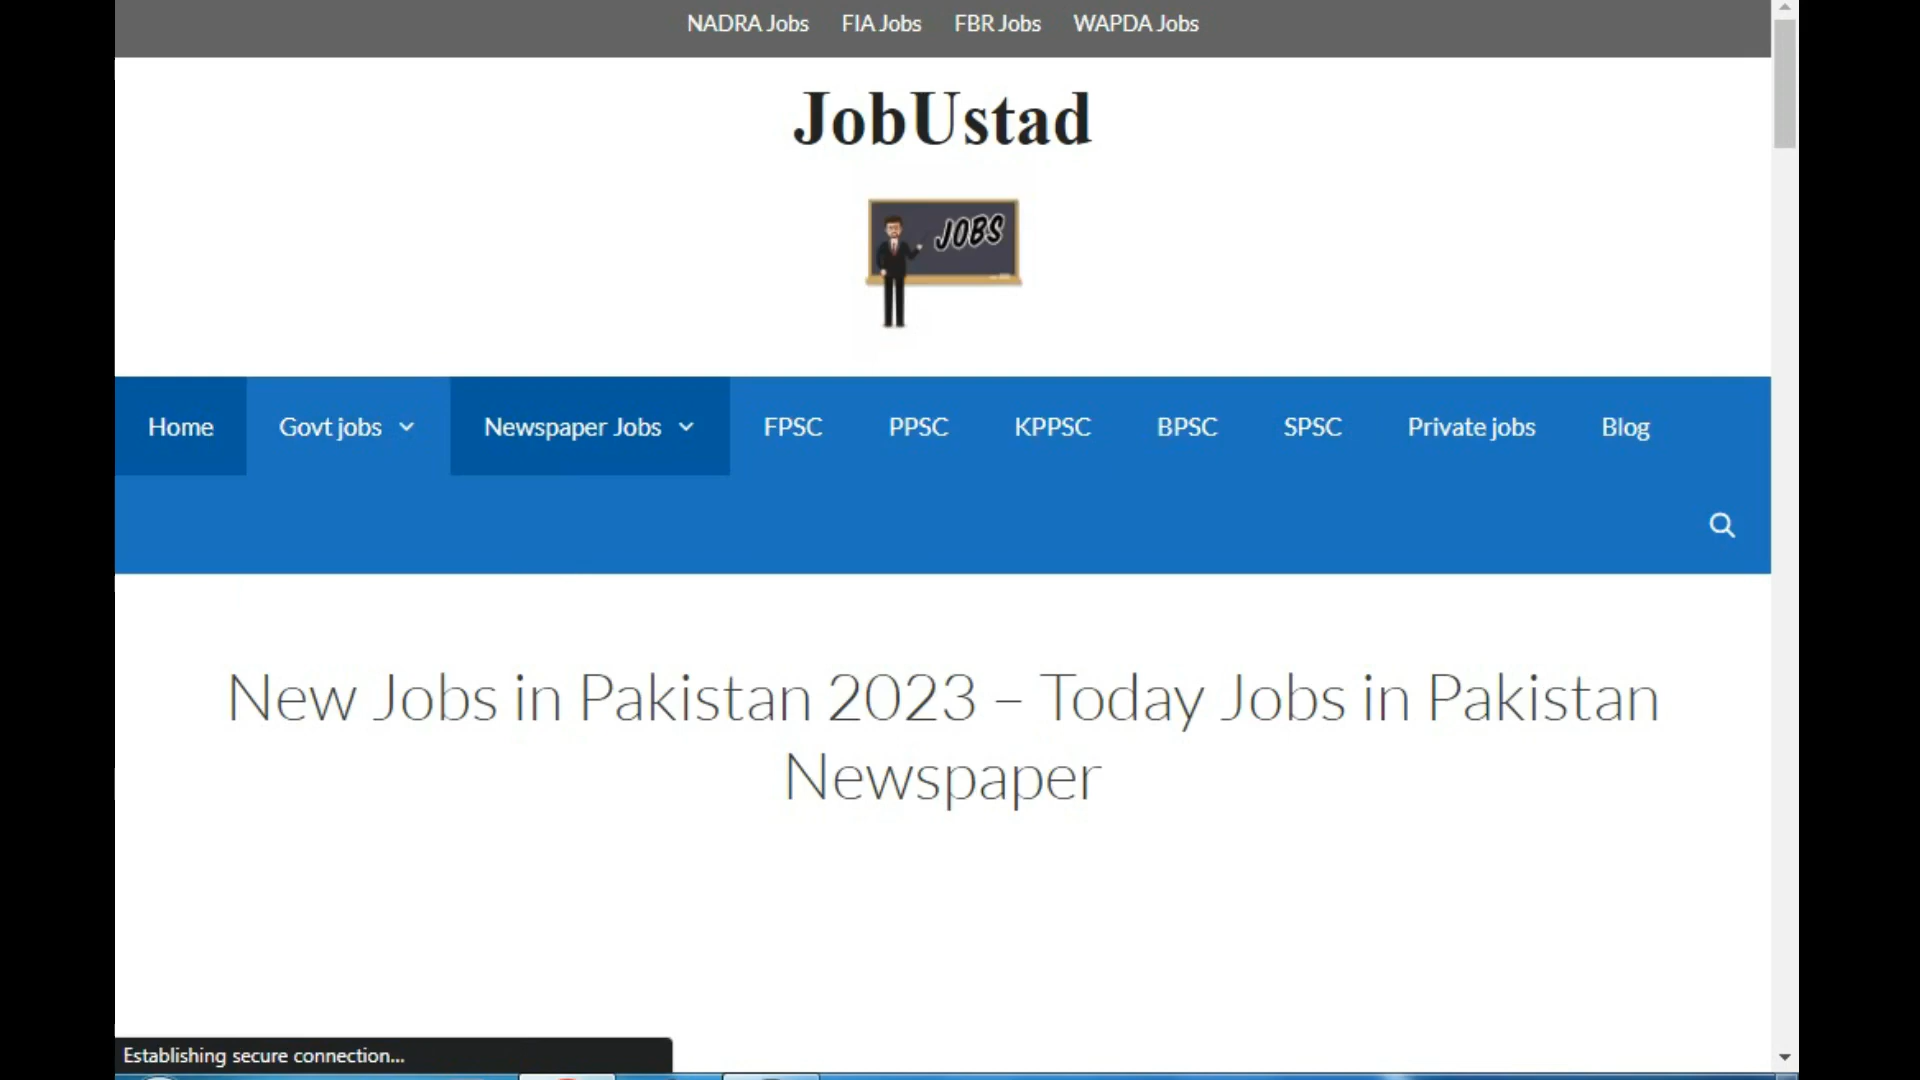 NADRA Jobs FIA Jobs FBR Jobs WAPDA Jobs
JobUstad
JOBS
Home Govt jobs Newspaper Jobs FPSC PPSC KPPSC BPSC SPSC Private jobs Blog
New Jobs in Pakistan 2023 – Today Jobs in Pakistan
Newspaper
Establishing secure connection...